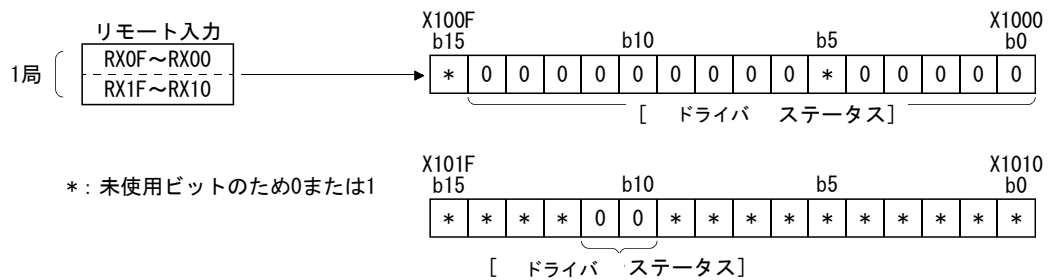 リモート入力
1局
RX0F～RX00
RX1F～RX10
X100F X1000
b15 b10 b5 b0
* 0 0 0 0 0 0 0 0 0 * 0 0 0 0 0
[ ドライバ ステータス]
*：未使用ビットのため0または1
X101F X1010
b15 b10 b5 b0
* * * * 0 0 * * * * * * * * * *
[ ドライバ ステータス]